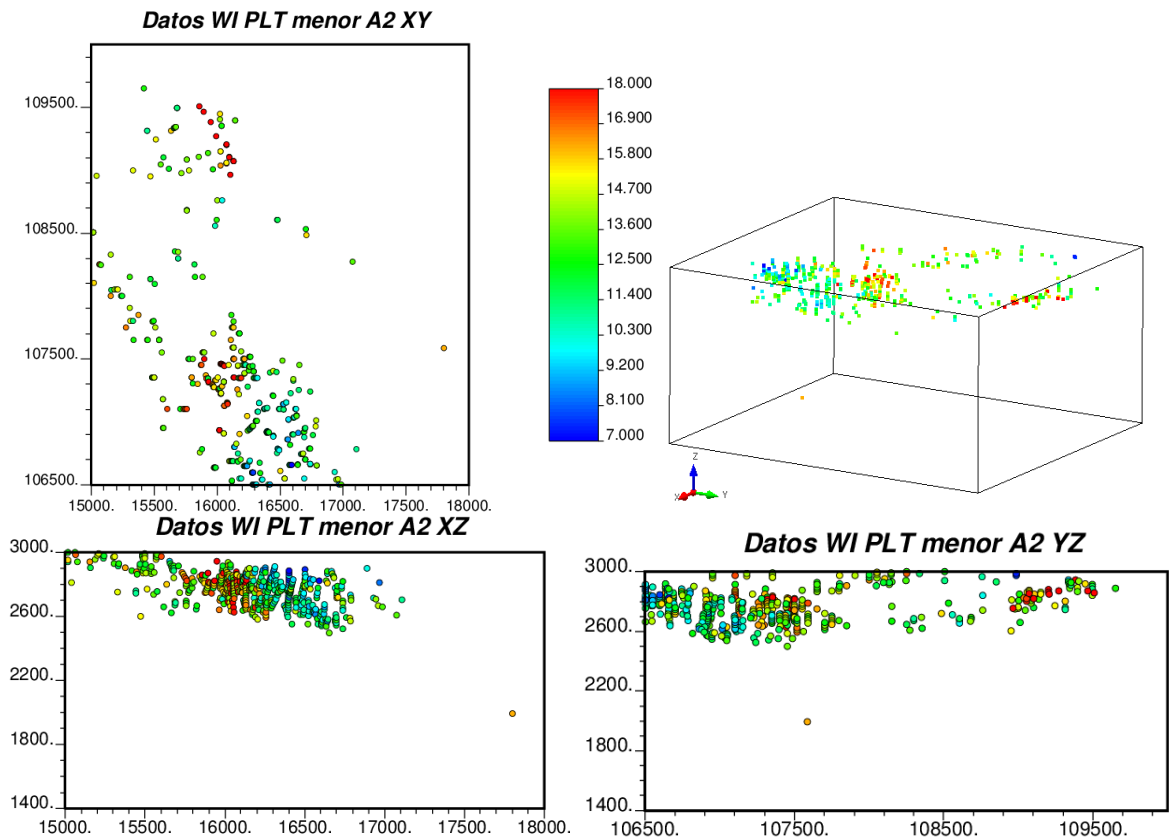 Datos WI PLT menor A2 XY
109500.
108500.
107500.
106500.
15000. 15500. 16000. 16500. 17000. 17500. 18000.
18.000
16.900
15.800
14.700
13.600
12.500
11.400
10.300
9.200
8.100
7.000
Z
X
Y
Datos WI PLT menor A2 XZ
3000.
2600.
2200.
1800.
1400.
15000. 15500. 16000. 16500. 17000. 17500. 18000.
Datos WI PLT menor A2 YZ
3000.
2600.
2200.
1800.
1400.
106500. 107500. 108500. 109500.